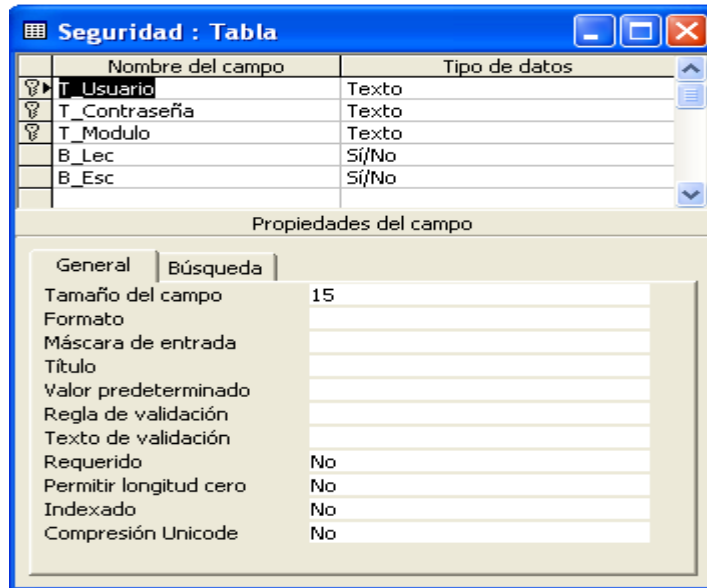 Seguridad : Tabla
Nombre del campo Tipo de datos
T_Usuario Texto
T_Contraseña Texto
T_Modulo Texto
B_Lec Sí/No
B_Esc Sí/No
Propiedades del campo
General Búsqueda
Tamaño del campo 15
Formato
Máscara de entrada
Título
Valor predeterminado
Regla de validación
Texto de validación
Requerido No
Permitir longitud cero No
Indexado No
Compresión Unicode No